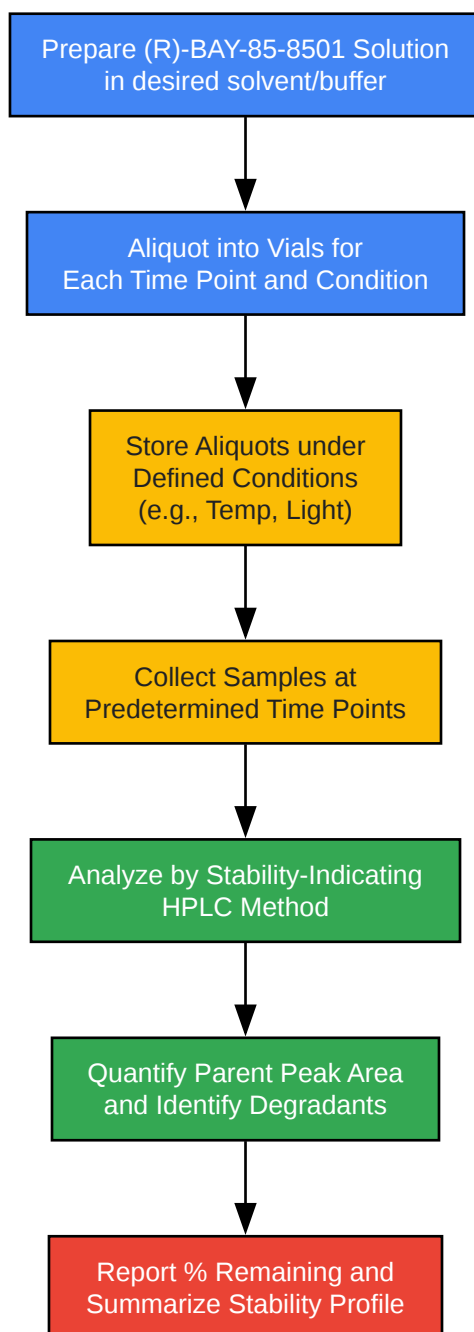 Prepare (R)-BAY-85-8501 Solution
in desired solvent/buffer
Aliquot into Vials for
Each Time Point and Condition
Store Aliquots under
Defined Conditions
(e.g., Temp, Light)
Collect Samples at
Predetermined Time Points
Analyze by Stability-Indicating
HPLC Method
Quantify Parent Peak Area
and Identify Degradants
Report % Remaining and
Summarize Stability Profile